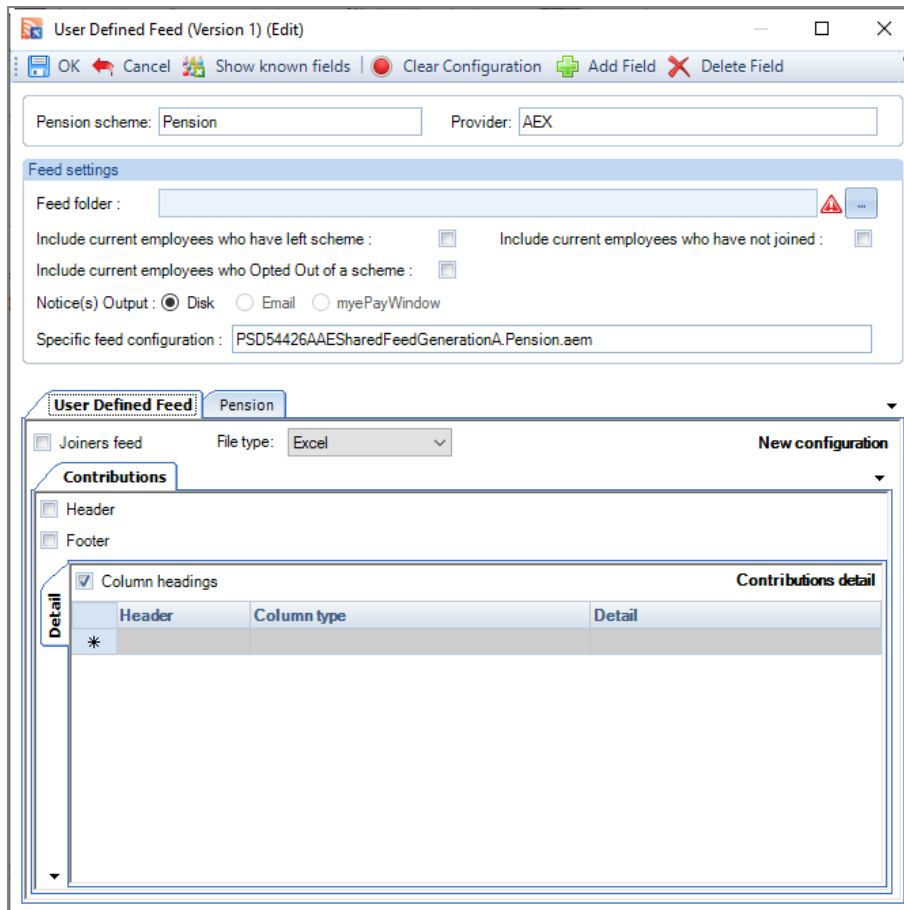 User Defined Feed (Version 1) (Edit)
OK Cancel Show known fields Clear Configuration Add Field Delete Field
Pension scheme: Pension Provider: AEX
Feed settings
Feed folder : ...
Include current employees who have left scheme : Include current employees who have not joined :
Include current employees who Opted Out of a scheme :
Notice(s) Output : Disk Email myePayWindow
Specific feed configuration : PSD54426AAESharedFeedGenerationA.Pension.aem
User Defined Feed Pension
Joiners feed File type: Excel New configuration
Contributions
Header
Footer
Detail
Column headings Contributions detail
Header Column type Detail